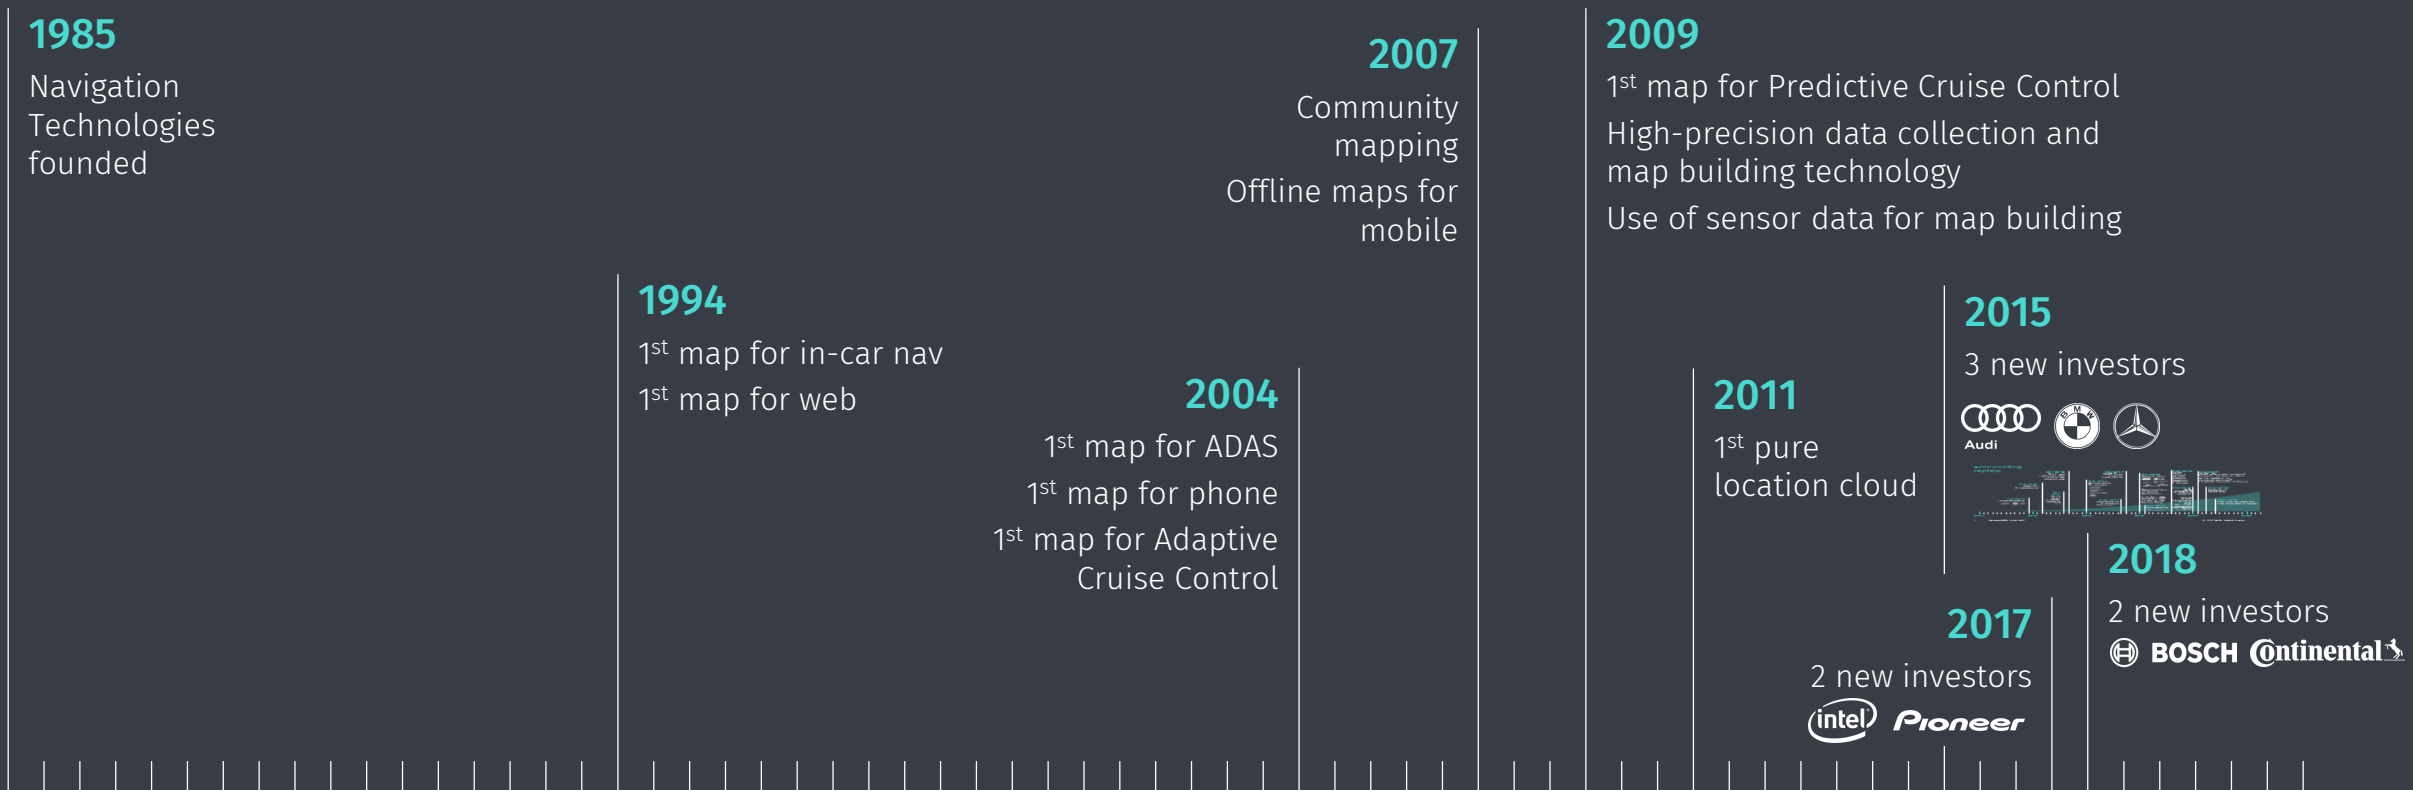 1985
Navigation
Technologies
founded
1994
1st map for in-car nav
1st map for web
2004
1st map for ADAS
1st map for phone
1st map for Adaptive
Cruise Control
2007
Community
mapping
Offline maps for
mobile
2009
1st map for Predictive Cruise Control
High-precision data collection and
map building technology
Use of sensor data for map building
2011
1st pure
location cloud
2015
3 new investors
Audi
BMW
2017
2 new investors
intel Pioneer
2018
2 new investors
BOSCH Continental